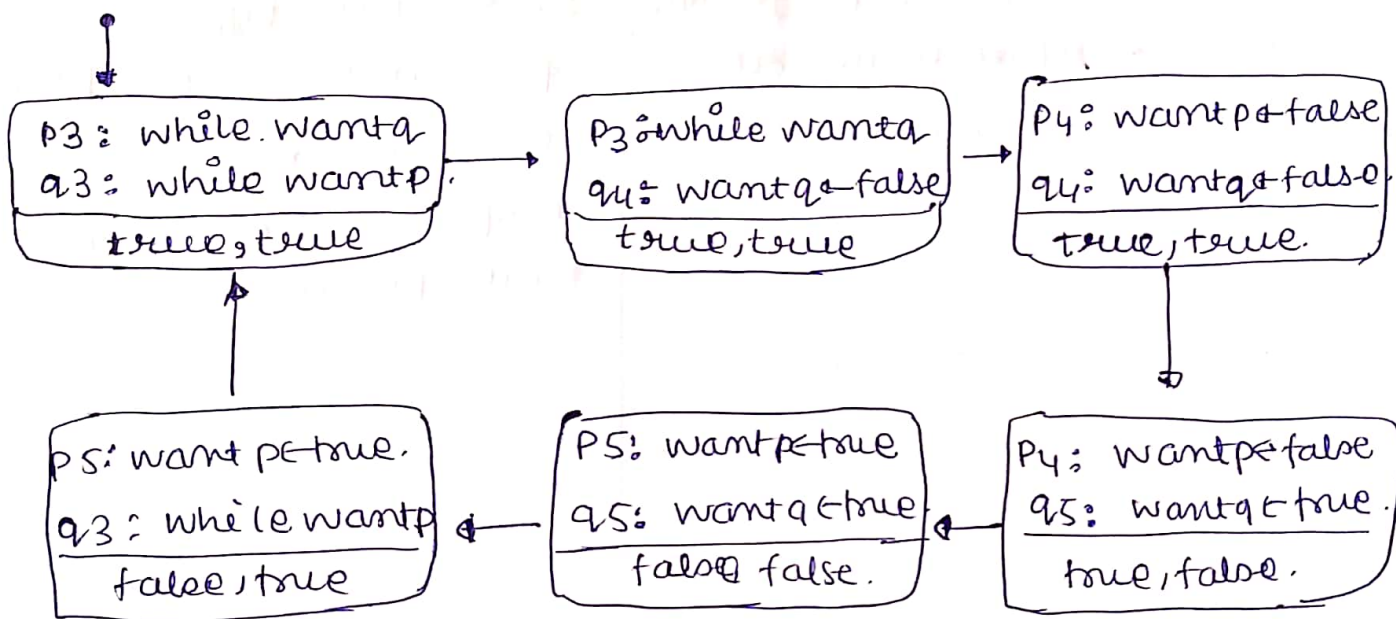 p3: while wantq
q3: while wantp.
true, true
p3: while wantq
q4: wantq←false
true, true
p4: wantp←false
q4: wantq←false.
true, true.
p5: wantp←true.
q3: while wantp
false, true
p5: wantp←true
q5: wantq←true
false false.
p4: wantp←false
q5: wantq←true.
true, false.